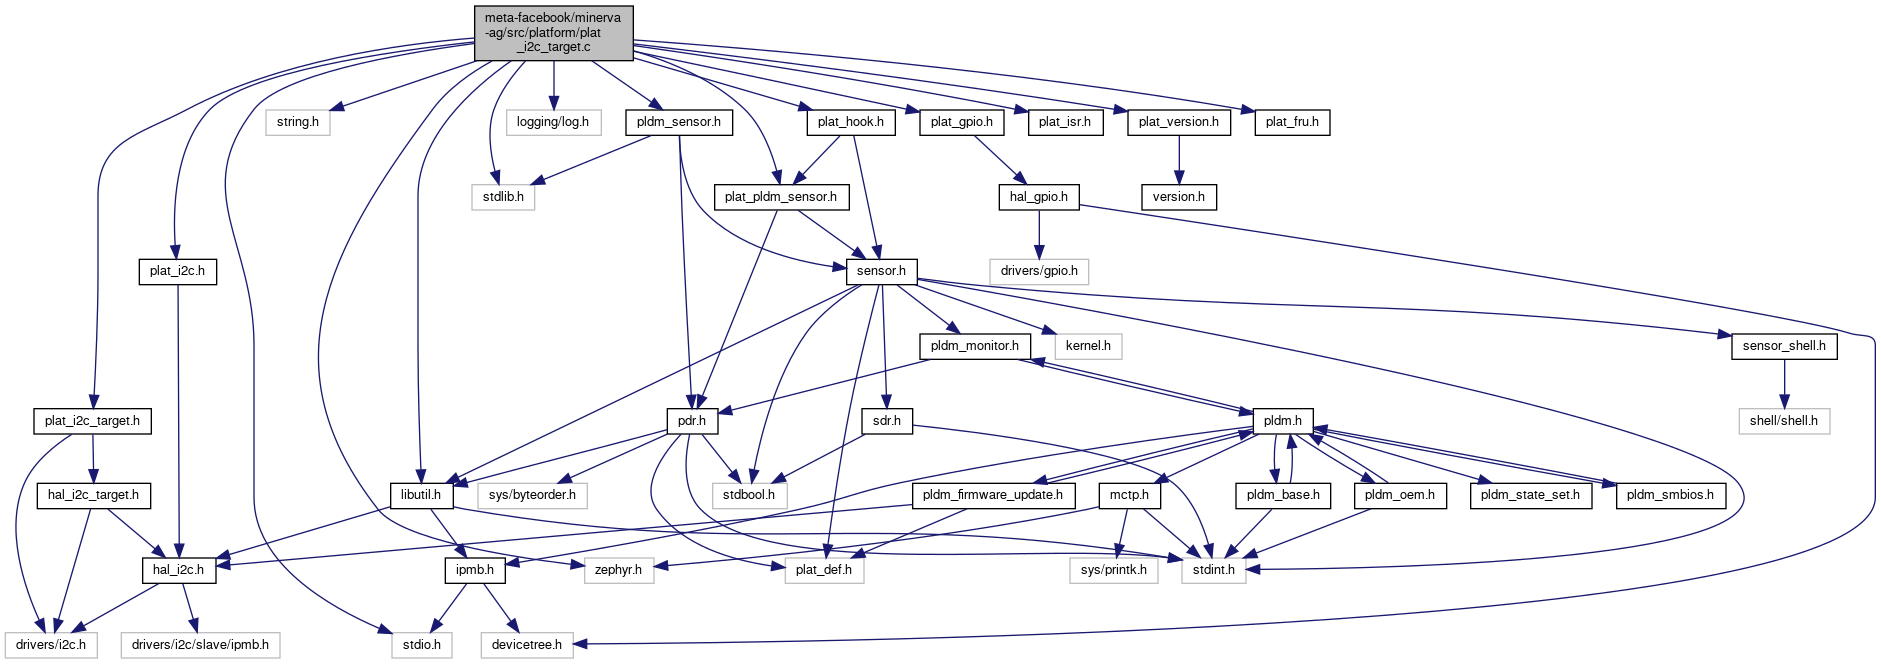 meta-facebook/minerva
-ag/src/platform/plat
_i2c_target.c
string.h
logging/log.h
pldm_sensor.h
plat_hook.h
plat_gpio.h
plat_isr.h
plat_version.h
plat_fru.h
stdlib.h
plat_pldm_sensor.h
hal_gpio.h
version.h
plat_i2c.h
sensor.h
drivers/gpio.h
pldm_monitor.h
kernel.h
sensor_shell.h
plat_i2c_target.h
pdr.h
sdr.h
pldm.h
shell/shell.h
hal_i2c_target.h
libutil.h
sys/byteorder.h
stdbool.h
pldm_firmware_update.h
mctp.h
pldm_base.h
pldm_oem.h
pldm_state_set.h
pldm_smbios.h
hal_i2c.h
ipmb.h
zephyr.h
plat_def.h
sys/printk.h
stdint.h
drivers/i2c.h
drivers/i2c/slave/ipmb.h
stdio.h
devicetree.h